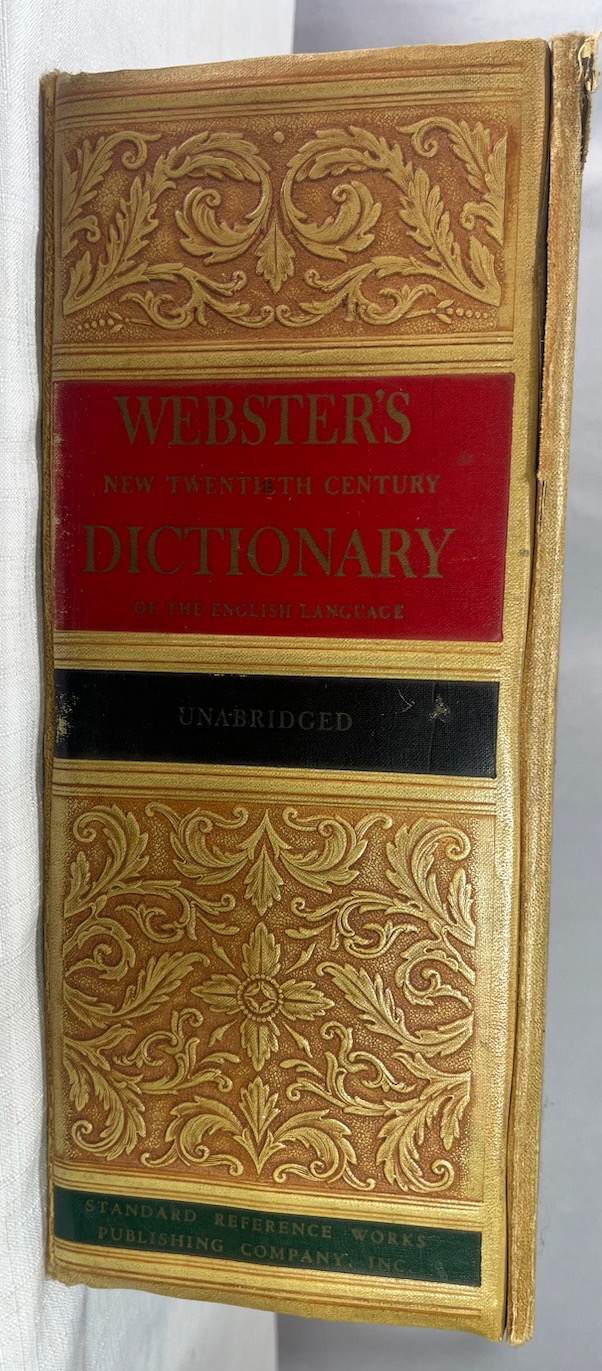 WEBSTER'S
NEW TWENTIETH CENTURY
DICTIONARY
OF THE ENGLISH LANGUAGE
UNABRIDGED
STANDARD REFERENCE WORKS
PUBLISHING COMPANY, INC.